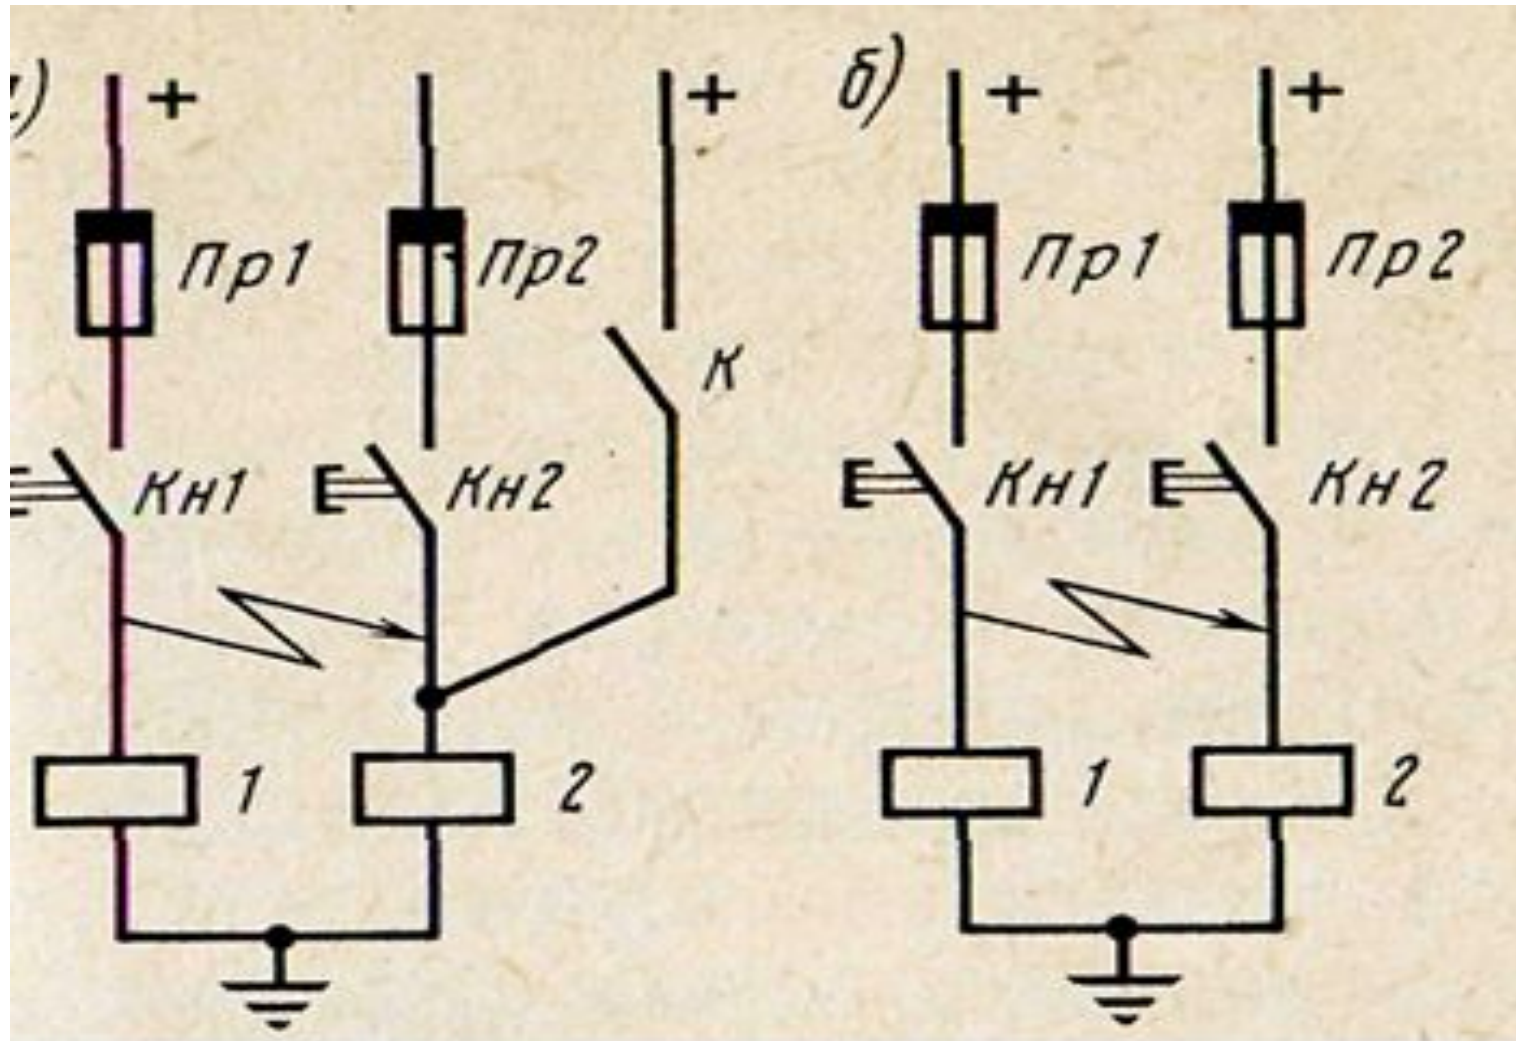 + + б) + +
Пр1 Пр2 Пр1 Пр2
К
Кн1 Кн2 Кн1 Кн2
1 2 1 2